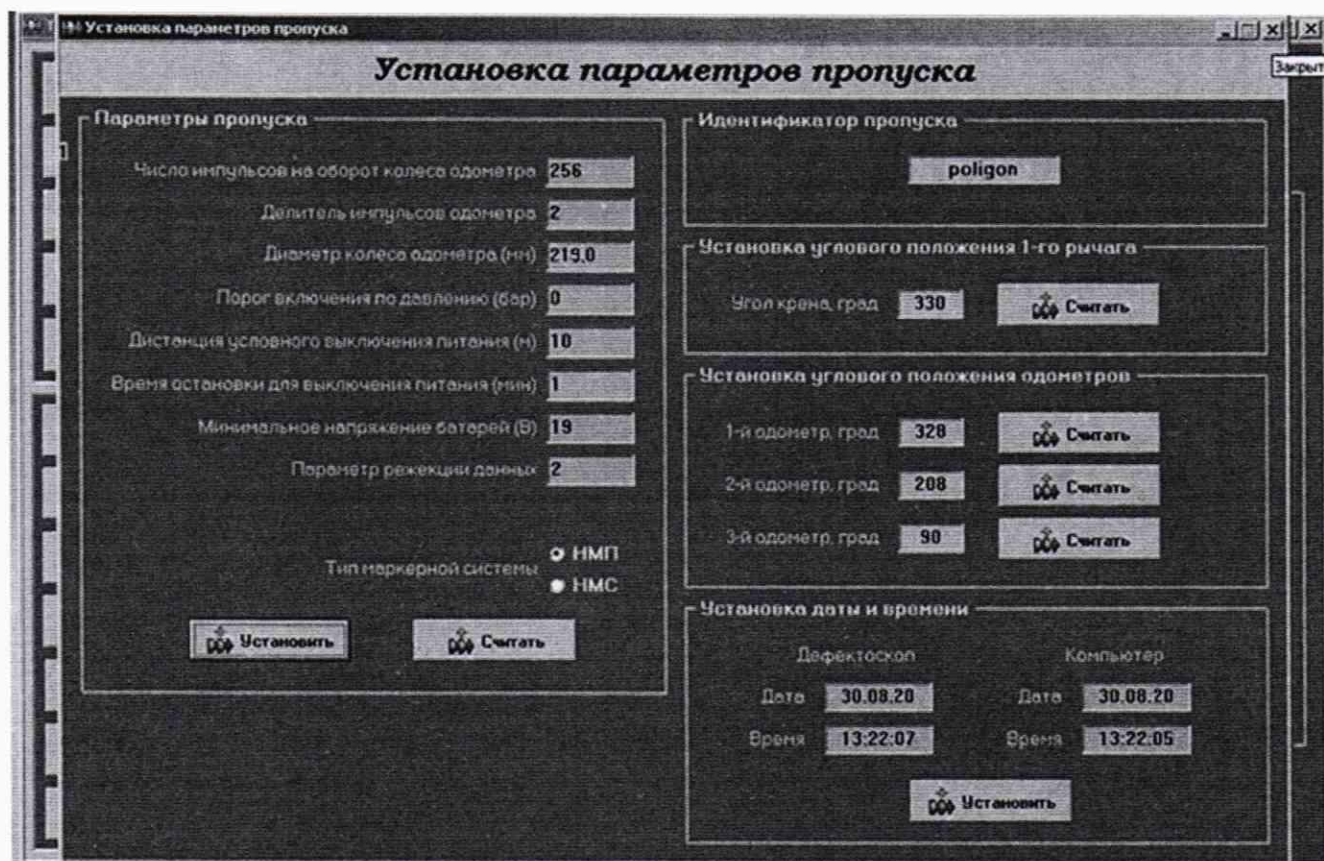 Установка параметров пропуска
Закрыт
Установка параметров пропуска
Параметры пропуска
Число импульсов на оборот колеса одометра 256
Делитель импульсов одометра 2
Диаметр колеса одометра (мм) 219,0
Порог включения по давлению (бар) 0
Дистанция условного выключения питания (м) 10
Время остановки для выключения питания (мин) 1
Минимальное напряжение батарей (В) 19
Параметр режекции данных 2
Тип маркерной системы
НМП
НМС
Установить
Считать
Идентификатор пропуска
poligon
Установка углового положения 1-го рычага
Угол крена, град 330 Считать
Установка углового положения одометров
1-й одометр, град 328 Считать
2-й одометр, град 208 Считать
3-й одометр, град 90 Считать
Установка даты и времени
Дефектоскоп Компьютер
Дата 30.08.20 Дата 30.08.20
Время 13:22:07 Время 13:22:05
Установить